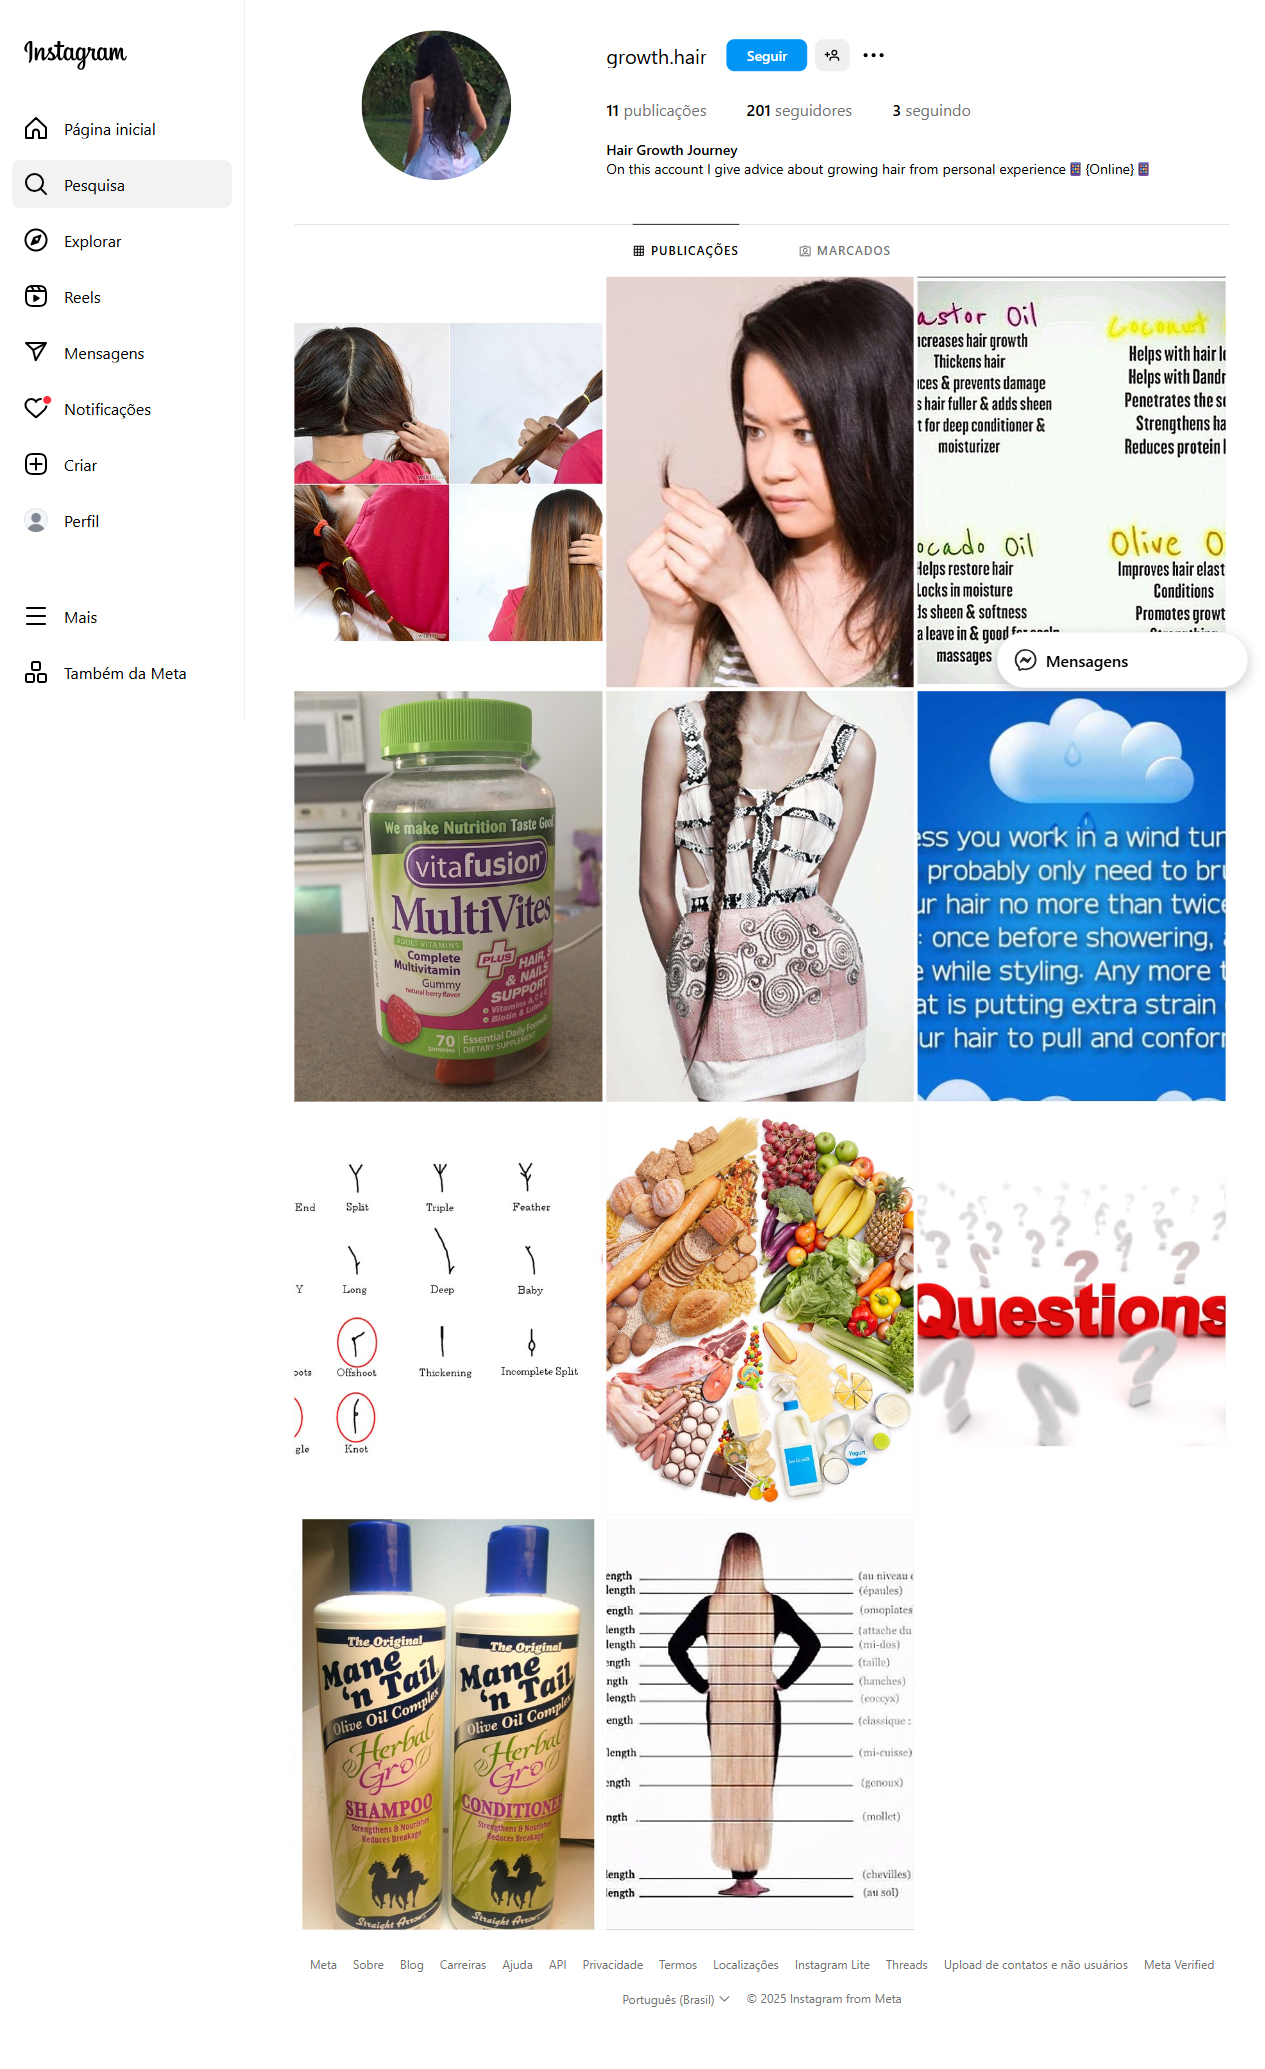 Instagram
Página inicial
Pesquisa
Explorar
Reels
Mensagens
Notificações
Criar
Perfil
Mais
Também da Meta
growth.hair
Seguir
11 publicações 201 seguidores 3 seguindo
Hair Growth Journey
On this account I give advice about growing hair from personal experience {Online}
PUBLICAÇÕES
MARCADOS
astor Oil
creases hair growth
Thickens hair
ces & prevents damage
s hair fuller & adds sheen
t for deep conditioner &
moisturizer
Coconut
Helps with hair l
Helps with Dandr
Penetrates the s
Strengthens ha
Reduces protein l
ocado Oil
Helps restore hair
Locks in moisture
ds sheen & softness
a leave in & good for scalp
massages
Olive O
Improves hair elast
Conditions
Promotes growt
Mensagens
We make Nutrition Taste Good
vitafusion
MultiVites
ADULT VITAMINS
Complete
Multivitamin
Gummy
natural berry flavor
PLUS
HAIR, S
& NAILS
SUPPORT
Vitamins A, C & E
Biotin & Lutein
70
gummies
Essential Daily Formula
DIETARY SUPPLEMENT
ess you work in a wind tur
probably only need to bru
ur hair no more than twice
: once before showering, a
e while styling. Any more t
at is putting extra strain
ur hair to pull and conforr
End Split Triple Feather
Y Long Deep Baby
oots Offshoot Thickening Incomplete Split
gle Knot
Yogurt
Questions
The Original
Mane
'n Tail
Olive Oil Complex
Herbal
Gro
SHAMPOO
Strengthens & Nourishes
Reduces Breakage
Straight Arrow
The Original
Mane
'n Tail
Olive Oil Complex
Herbal
Gro
CONDITIONER
Strengthens & Nourishes
Reduces Breakage
Straight Arrow
ength (au niveau
length (épaules)
ength (omoplates
length (attache du
length (mi-dos)
ength (taille)
ngth (hanches)
length (coccyx)
ength (classique :
length (mi-cuisse)
ength (genoux)
ngth (mollet)
length (chevilles)
length (au sol)
Meta Sobre Blog Carreiras Ajuda API Privacidade Termos Localizações Instagram Lite Threads Upload de contatos e não usuários Meta Verified
Português (Brasil) © 2025 Instagram from Meta